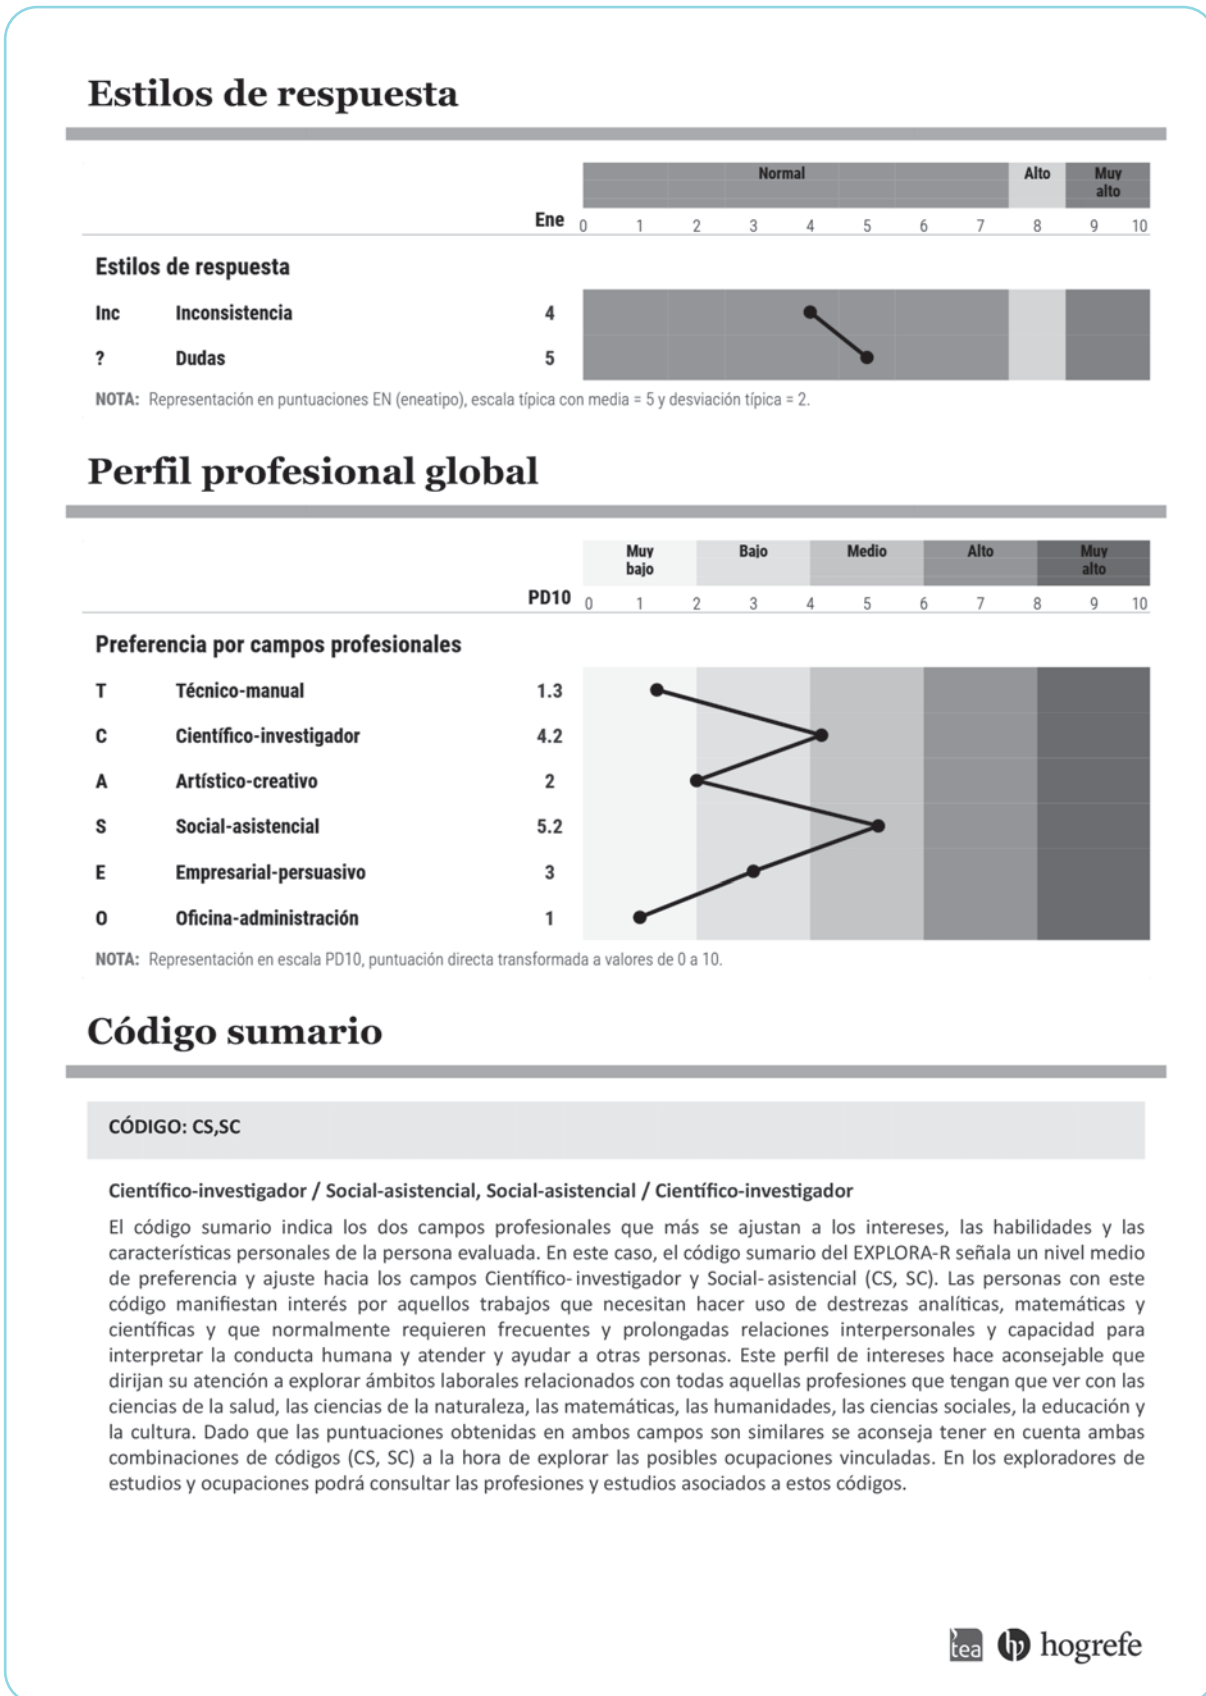 Estilos de respuesta
Normal Alto Muy alto
Ene 0 1 2 3 4 5 6 7 8 9 10
Estilos de respuesta
Inc Inconsistencia 4
? Dudas 5
NOTA: Representación en puntuaciones EN (eneatipo), escala típica con media = 5 y desviación típica = 2.
Perfil profesional global
Muy bajo Bajo Medio Alto Muy alto
PD10 0 1 2 3 4 5 6 7 8 9 10
Preferencia por campos profesionales
T Técnico-manual 1.3
C Científico-investigador 4.2
A Artístico-creativo 2
S Social-asistencial 5.2
E Empresarial-persuasivo 3
O Oficina-administración 1
NOTA: Representación en escala PD10, puntuación directa transformada a valores de 0 a 10.
Código sumario
CÓDIGO: CS,SC
Científico-investigador / Social-asistencial, Social-asistencial / Científico-investigador
El código sumario indica los dos campos profesionales que más se ajustan a los intereses, las habilidades y las
características personales de la persona evaluada. En este caso, el código sumario del EXPLORA-R señala un nivel medio
de preferencia y ajuste hacia los campos Científico-investigador y Social-asistencial (CS, SC). Las personas con este
código manifiestan interés por aquellos trabajos que necesitan hacer uso de destrezas analíticas, matemáticas y
científicas y que normalmente requieren frecuentes y prolongadas relaciones interpersonales y capacidad para
interpretar la conducta humana y atender y ayudar a otras personas. Este perfil de intereses hace aconsejable que
dirijan su atención a explorar ámbitos laborales relacionados con todas aquellas profesiones que tengan que ver con las
ciencias de la salud, las ciencias de la naturaleza, las matemáticas, las humanidades, las ciencias sociales, la educación y
la cultura. Dado que las puntuaciones obtenidas en ambos campos son similares se aconseja tener en cuenta ambas
combinaciones de códigos (CS, SC) a la hora de explorar las posibles ocupaciones vinculadas. En los exploradores de
estudios y ocupaciones podrá consultar las profesiones y estudios asociados a estos códigos.
tea hp hogrefe